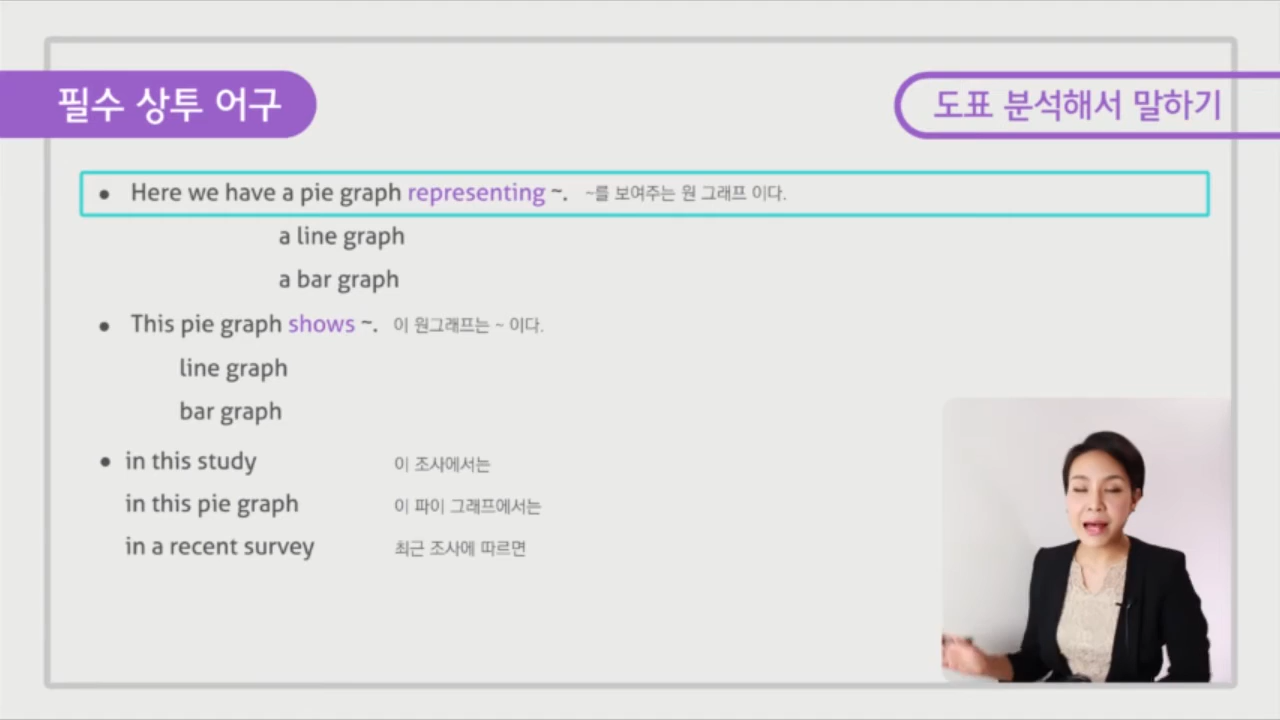 필수 상투 어구
도표 분석해서 말하기
• Here we have a pie graph representing ~. ~를 보여주는 원 그래프 이다.
a line graph
a bar graph
• This pie graph shows ~. 이 원그래프는 ~ 이다.
line graph
bar graph
• in this study 이 조사에서는
in this pie graph 이 파이 그래프에서는
in a recent survey 최근 조사에 따르면